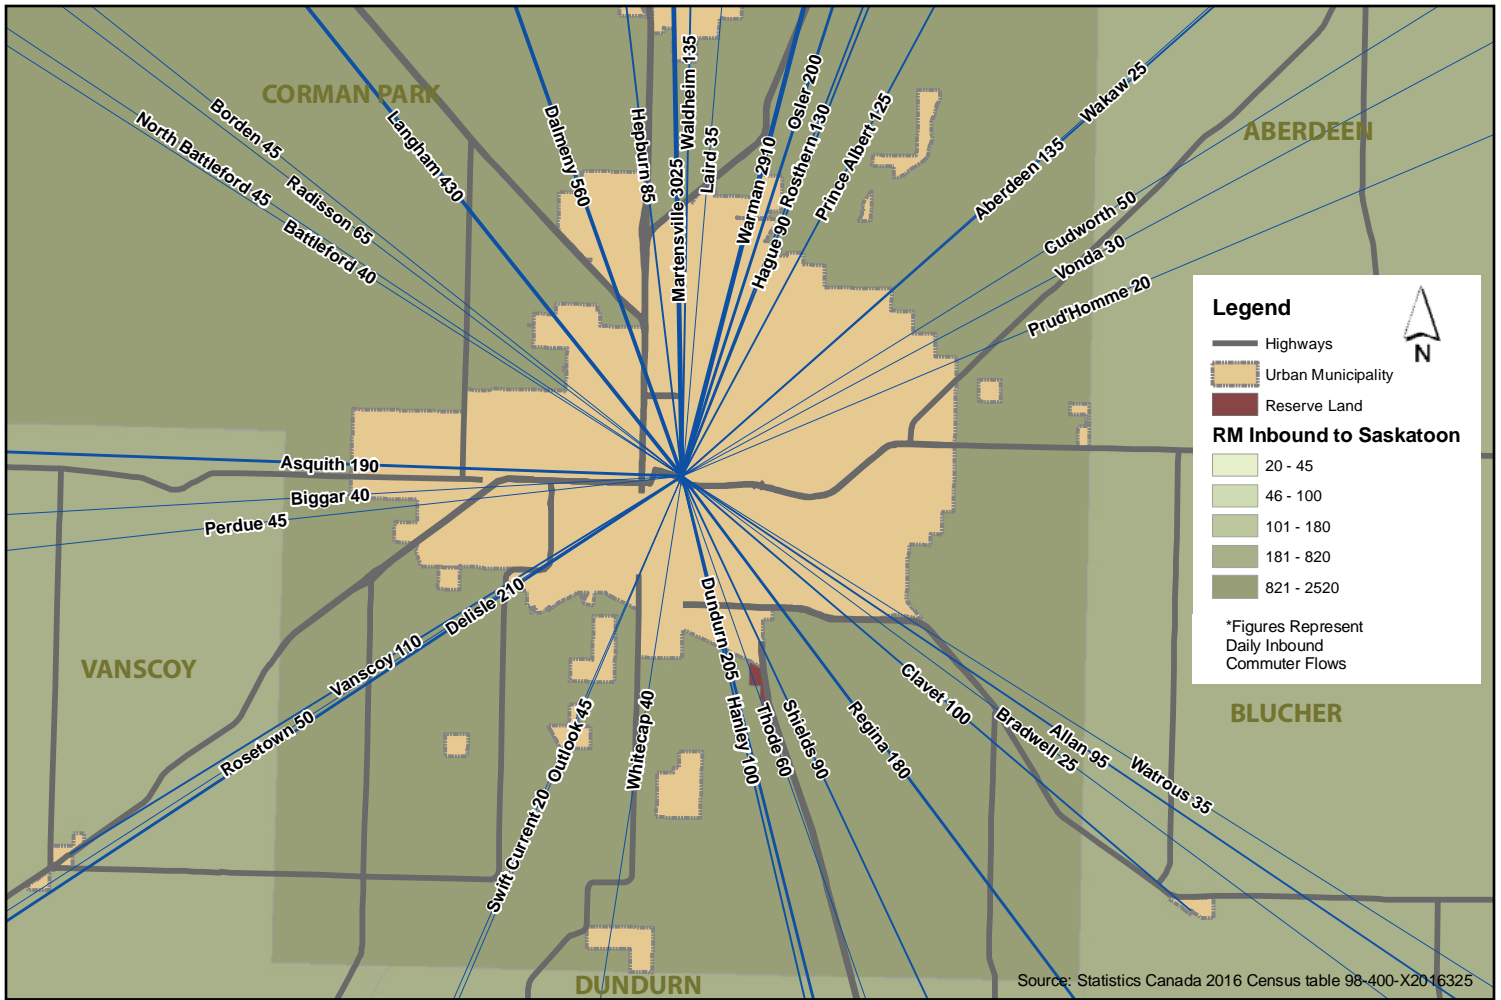 CORMAN PARK
ABERDEEN
VANSCOY
BLUCHER
DUNDURN
Borden 45
North Battleford 45
Radisson 65
Battleford 40
Langham 430
Dalmeny 560
Hepburn 85
Martensville 3025
Waldheim 135
Laird 35
Warman 2910
Osler 200
Hague 90
Rosthern 130
Prince Albert 125
Aberdeen 135
Wakaw 25
Cudworth 50
Vonda 30
Prud'Homme 20
Asquith 190
Biggar 40
Perdue 45
Delisle 210
Vanscoy 110
Rosetown 50
Swift Current 20
Outlook 45
Whitecap 40
Dundurn 205
Hanley 100
Thode 60
Shields 90
Regina 180
Clavet 100
Bradwell 25
Allan 95
Watrous 35
Legend
N
Highways
Urban Municipality
Reserve Land
RM Inbound to Saskatoon
20 - 45
46 - 100
101 - 180
181 - 820
821 - 2520
*Figures Represent
Daily Inbound
Commuter Flows
Source: Statistics Canada 2016 Census table 98-400-X2016325